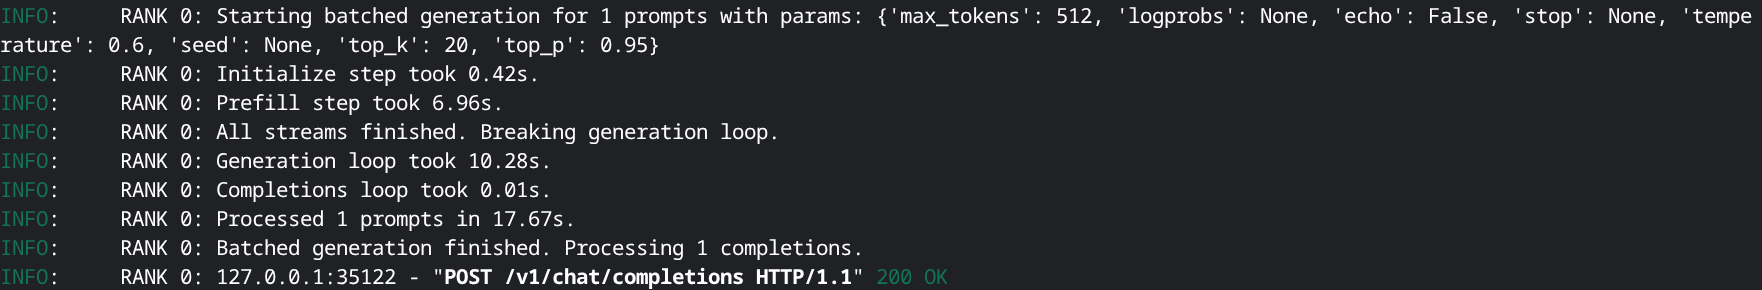 INFO:     RANK 0: Starting batched generation for 1 prompts with params: {'max_tokens': 512, 'logprobs': None, 'echo': False, 'stop': None, 'tempe
rature': 0.6, 'seed': None, 'top_k': 20, 'top_p': 0.95}
INFO:     RANK 0: Initialize step took 0.42s.
INFO:     RANK 0: Prefill step took 6.96s.
INFO:     RANK 0: All streams finished. Breaking generation loop.
INFO:     RANK 0: Generation loop took 10.28s.
INFO:     RANK 0: Completions loop took 0.01s.
INFO:     RANK 0: Processed 1 prompts in 17.67s.
INFO:     RANK 0: Batched generation finished. Processing 1 completions.
INFO:     RANK 0: 127.0.0.1:35122 - "POST /v1/chat/completions HTTP/1.1" 200 OK